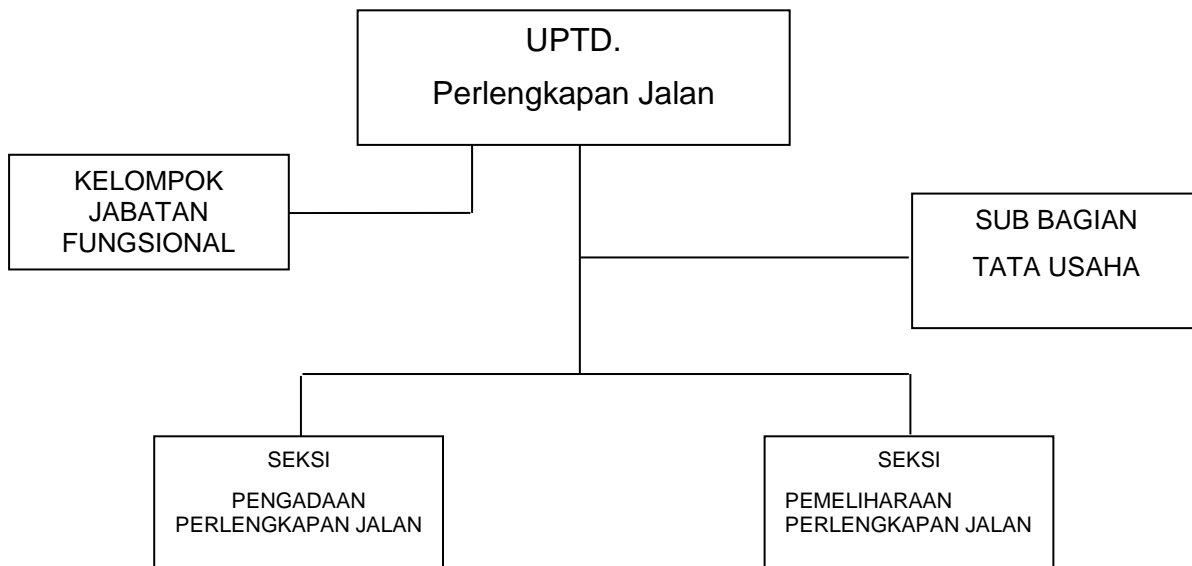 UPTD.
Perlengkapan Jalan
KELOMPOK
JABATAN
FUNGSIONAL
SUB BAGIAN
TATA USAHA
SEKSI
PENGADAAN
PERLENGKAPAN JALAN
SEKSI
PEMELIHARAAN
PERLENGKAPAN JALAN